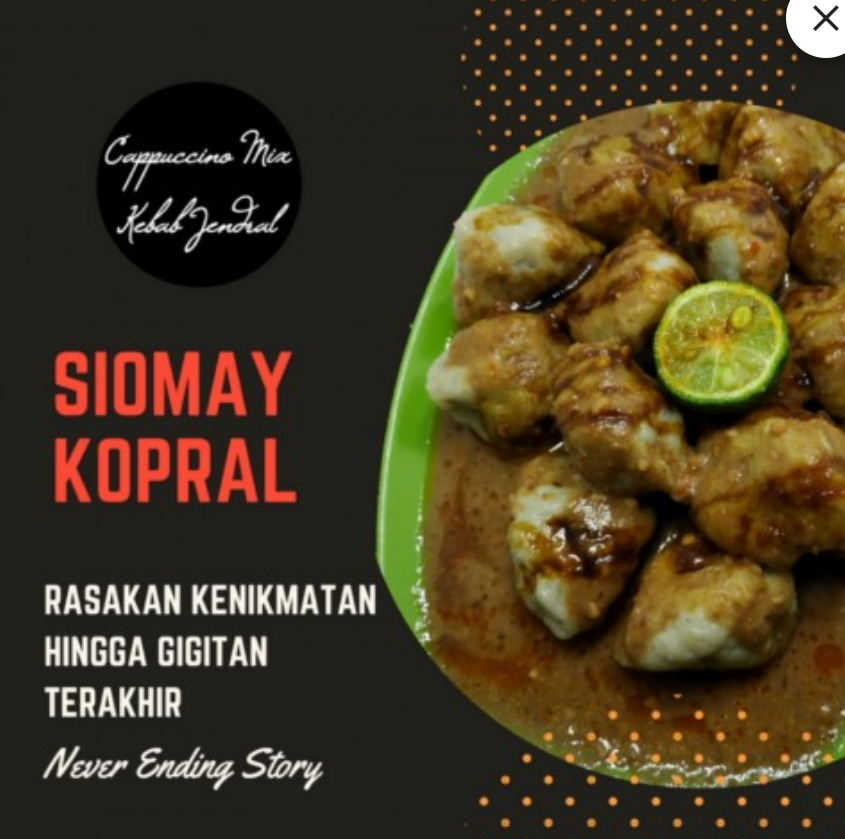 Cappuccino Mix
Kebab Jendral
SIOMAY
KOPRAL
RASAKAN KENIKMATAN
HINGGA GIGITAN
TERAKHIR
Never Ending Story